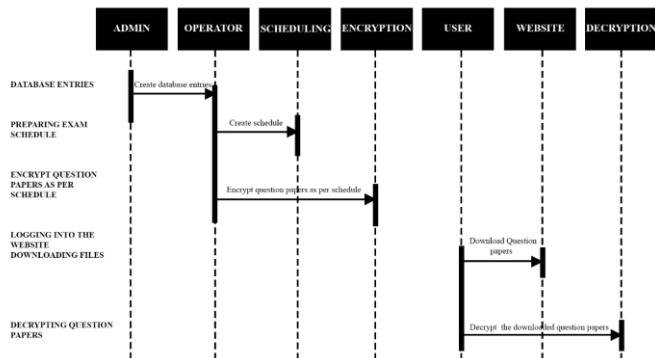 ADMIN
OPERATOR
SCHEDULING
ENCRYPTION
USER
WEBSITE
DECRYPTION
DATABASE ENTRIES
Create database entries
PREPARING EXAM
SCHEDULE
Create schedule
ENCRYPT QUESTION
PAPERS AS PER
SCHEDULE
Encrypt question papers as per schedule
LOGGING INTO THE
WEBSITE
DOWNLOADING FILES
Download Question
papers
DECRYPTING QUESTION
PAPERS
Decrypt the downloaded question papers